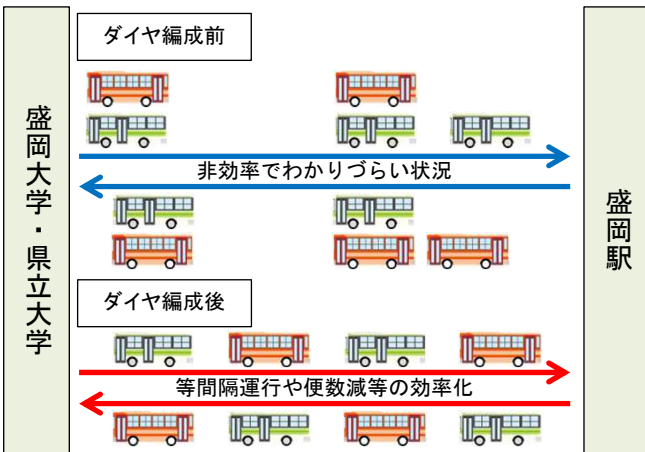 ダイヤ編成前
盛岡大学・県立大学
非効率でわかりづらい状況
盛岡駅
ダイヤ編成後
等間隔運行や便数減等の効率化